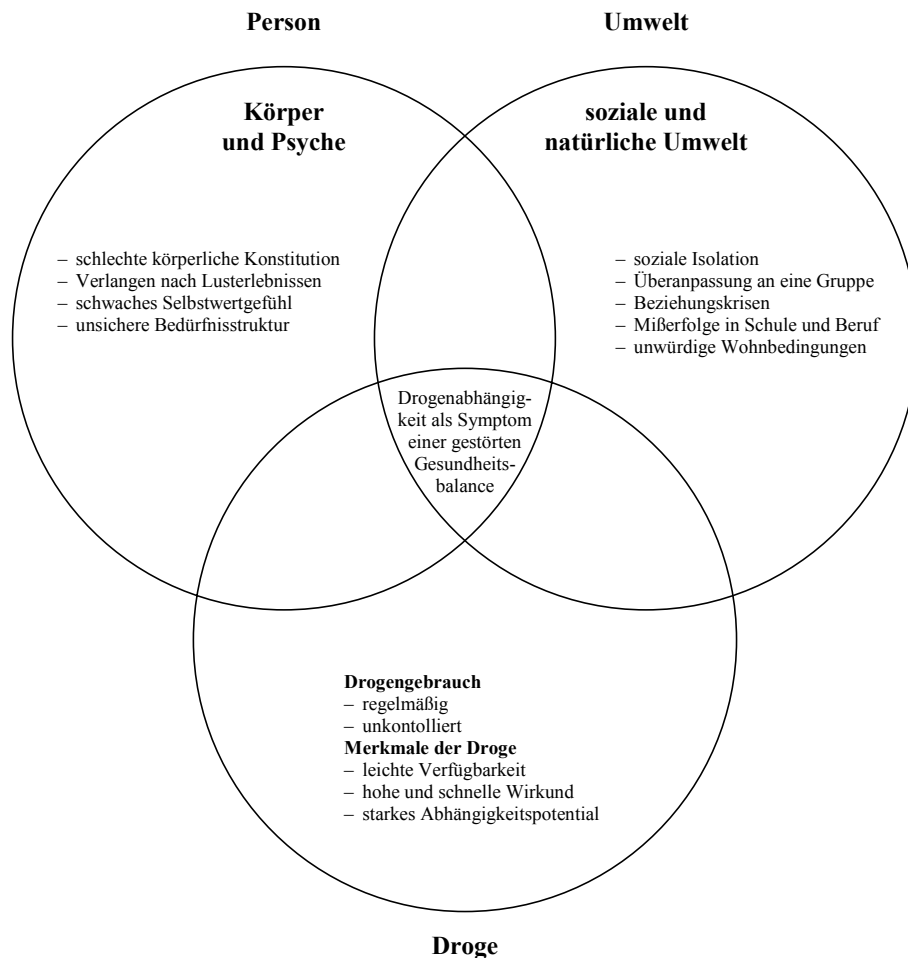 Person
Umwelt
Körper
und Psyche
soziale und
natürliche Umwelt
– schlechte körperliche Konstitution
– Verlangen nach Lusterlebnissen
– schwaches Selbstwertgefühl
– unsichere Bedürfnisstruktur
– soziale Isolation
– Überanpassung an eine Gruppe
– Beziehungskrisen
– Mißerfolge in Schule und Beruf
– unwürdige Wohnbedingungen
Drogenabhängig-
keit als Symptom
einer gestörten
Gesundheits-
balance
Drogengebrauch
– regelmäßig
– unkontolliert
Merkmale der Droge
– leichte Verfügbarkeit
– hohe und schnelle Wirkund
– starkes Abhängigkeitspotential
Droge